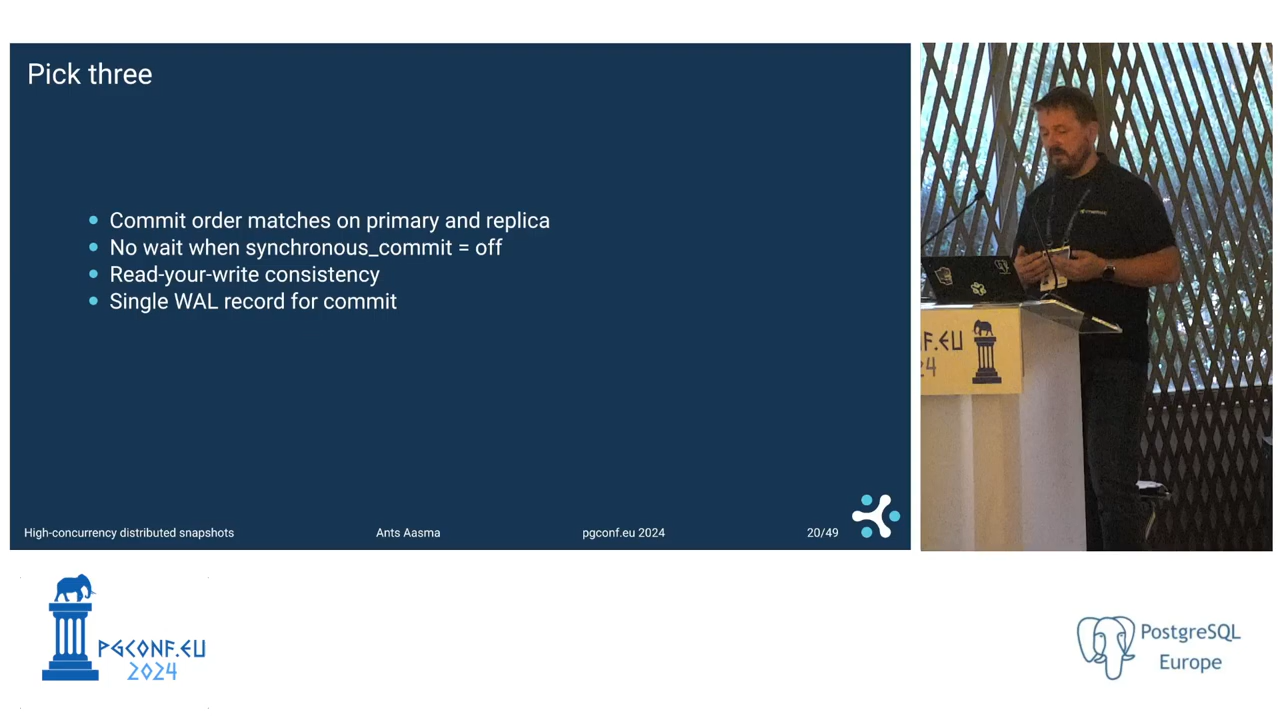 Pick three
Commit order matches on primary and replica
No wait when synchronous_commit = off
Read-your-write consistency
Single WAL record for commit
High-concurrency distributed snapshots
Ants Aasma
pgconf.eu 2024
20/49
F.EU
24
PGCONF.EU
2024
PostgreSQL
Europe